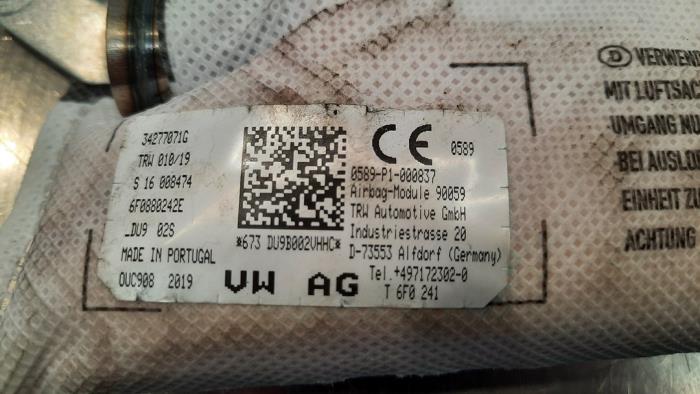 34277071G
TRW 010/19
S 16 008474
6F0880242E
_DU9 02S
MADE IN PORTUGAL
OUC908 2019
*673 DU9B002VHHC*
VW AG
CE 0589
0589-P1-000837
Airbag-Module 90059
TRW Automotive GmbH
Industriestrasse 20
D-73553 Alfdorf (Germany)
Tel.+497172302-0
T 6F0 241
D VERWEND
MIT LUFTSAC
UMGANG NU
BEI AUSLO
EINHEIT ZU
ACHTUNG